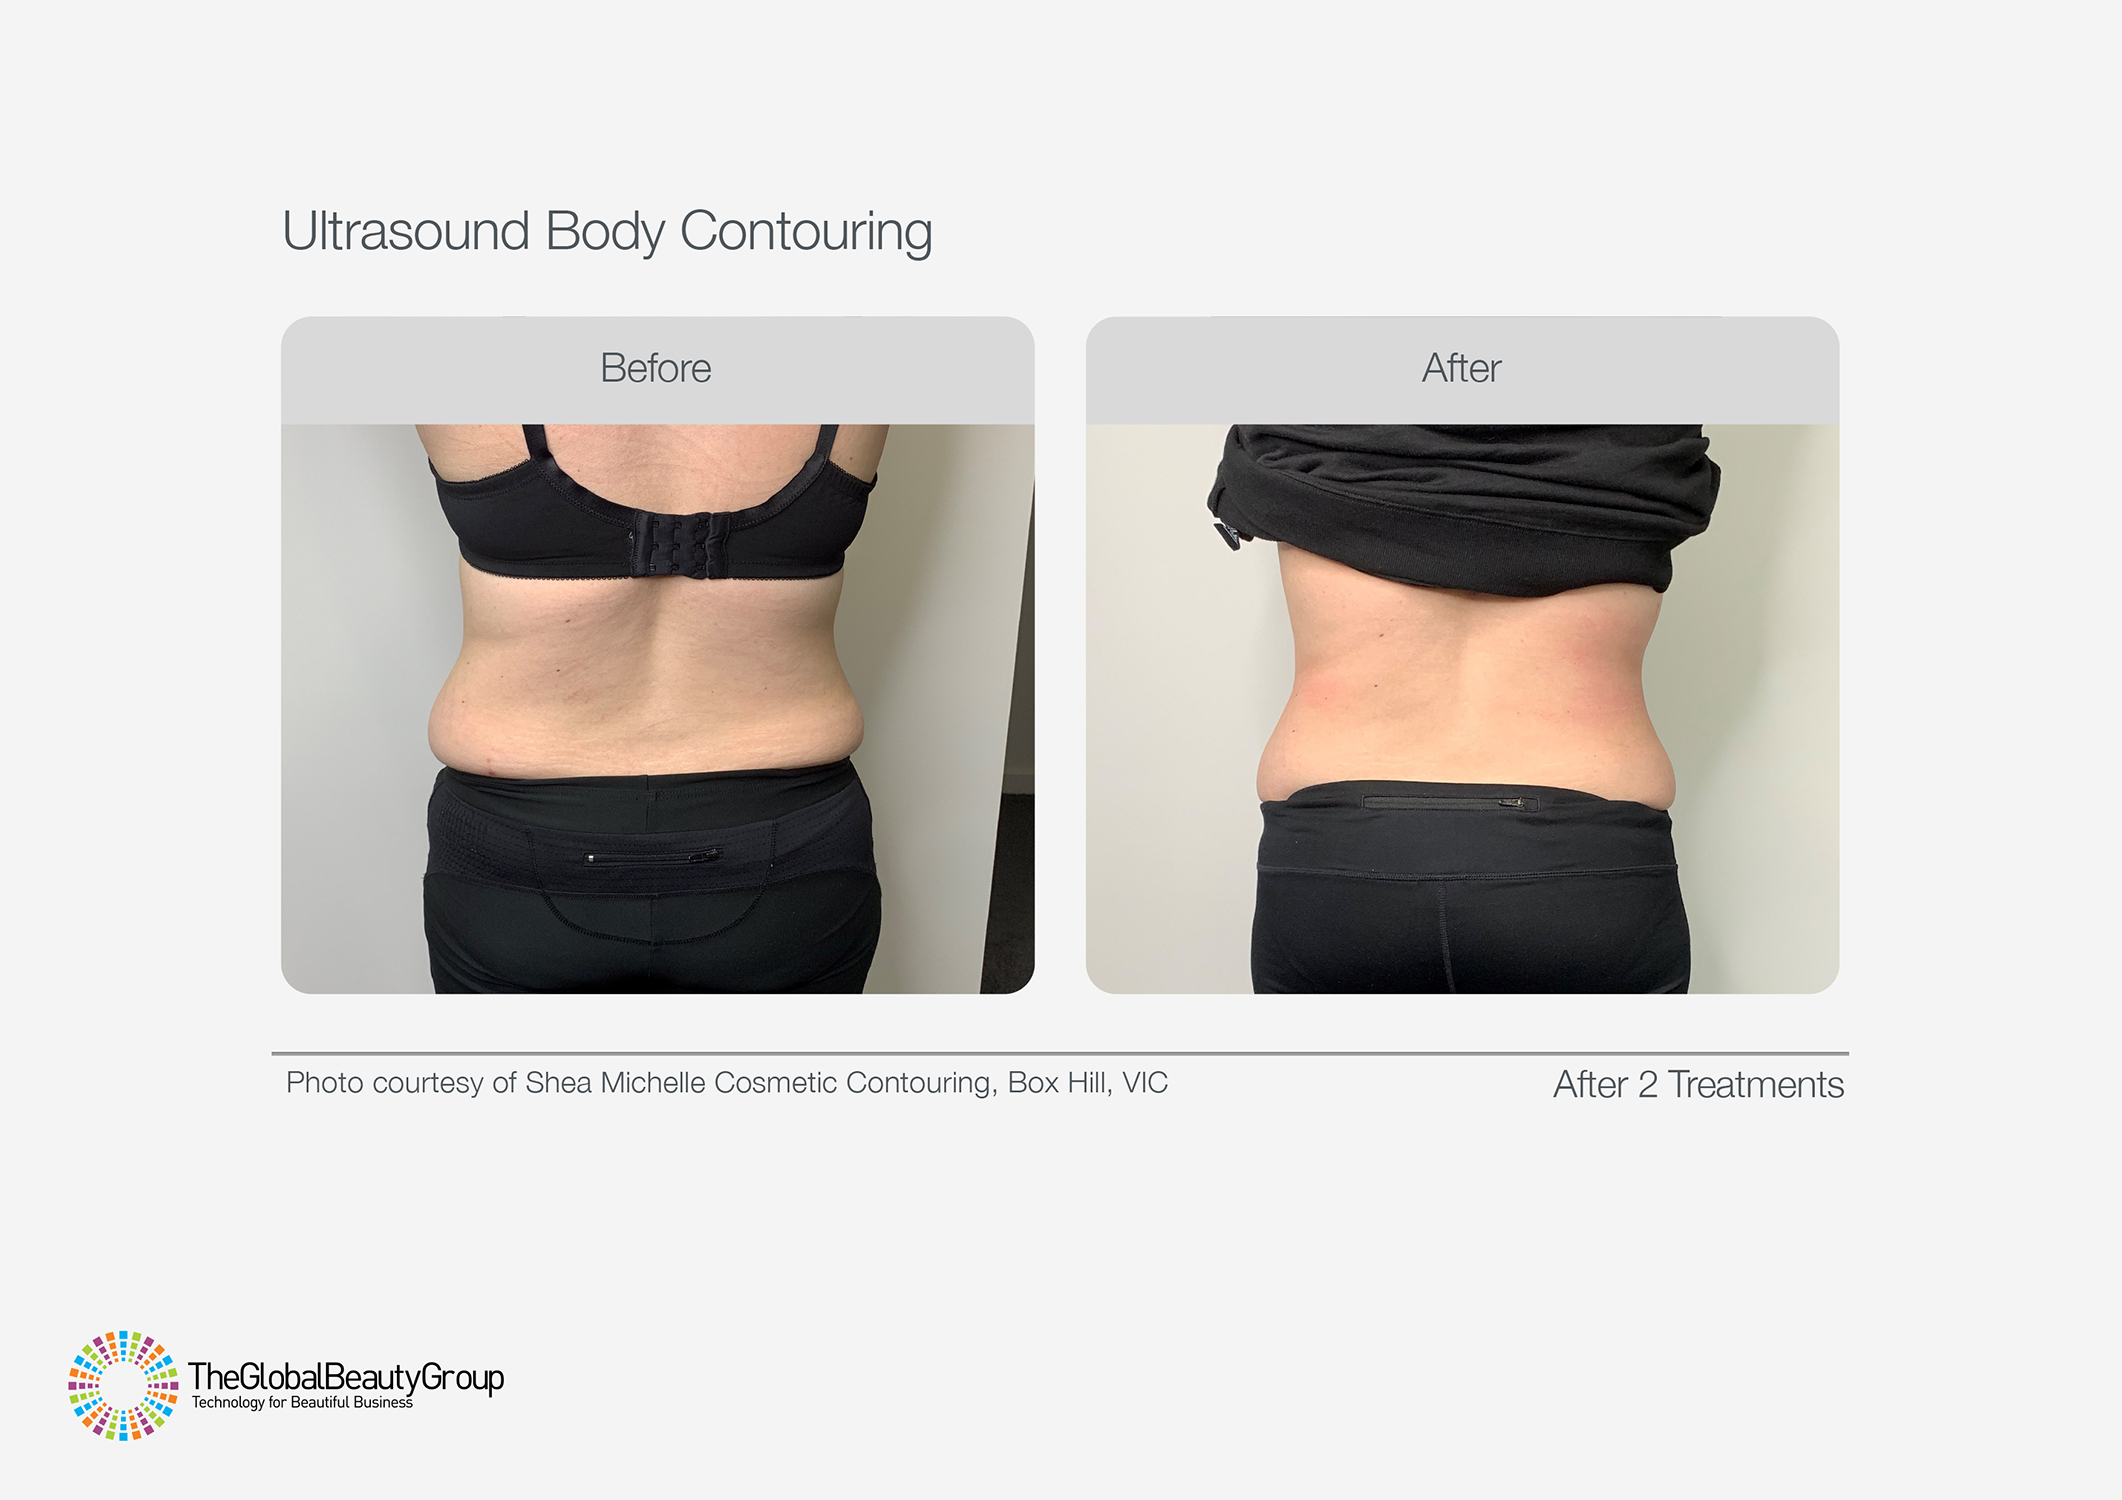 Ultrasound Body Contouring
Before
After
Photo courtesy of Shea Michelle Cosmetic Contouring, Box Hill, VIC
After 2 Treatments
TheGlobalBeautyGroup
Technology for Beautiful Business